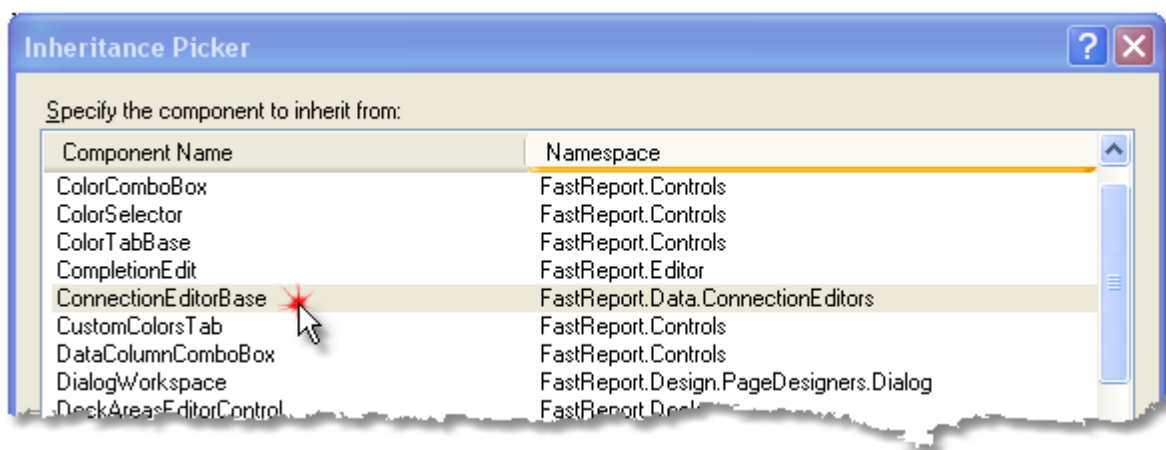 Inheritance Picker
Specify the component to inherit from:
Component Name Namespace
ColorComboBox FastReport.Controls
ColorSelector FastReport.Controls
ColorTabBase FastReport.Controls
CompletionEdit FastReport.Editor
ConnectionEditorBase FastReport.Data.ConnectionEditors
CustomColorsTab FastReport.Controls
DataColumnComboBox FastReport.Controls
DialogWorkspace FastReport.Design.PageDesigners.Dialog
DockAreasEditorControl